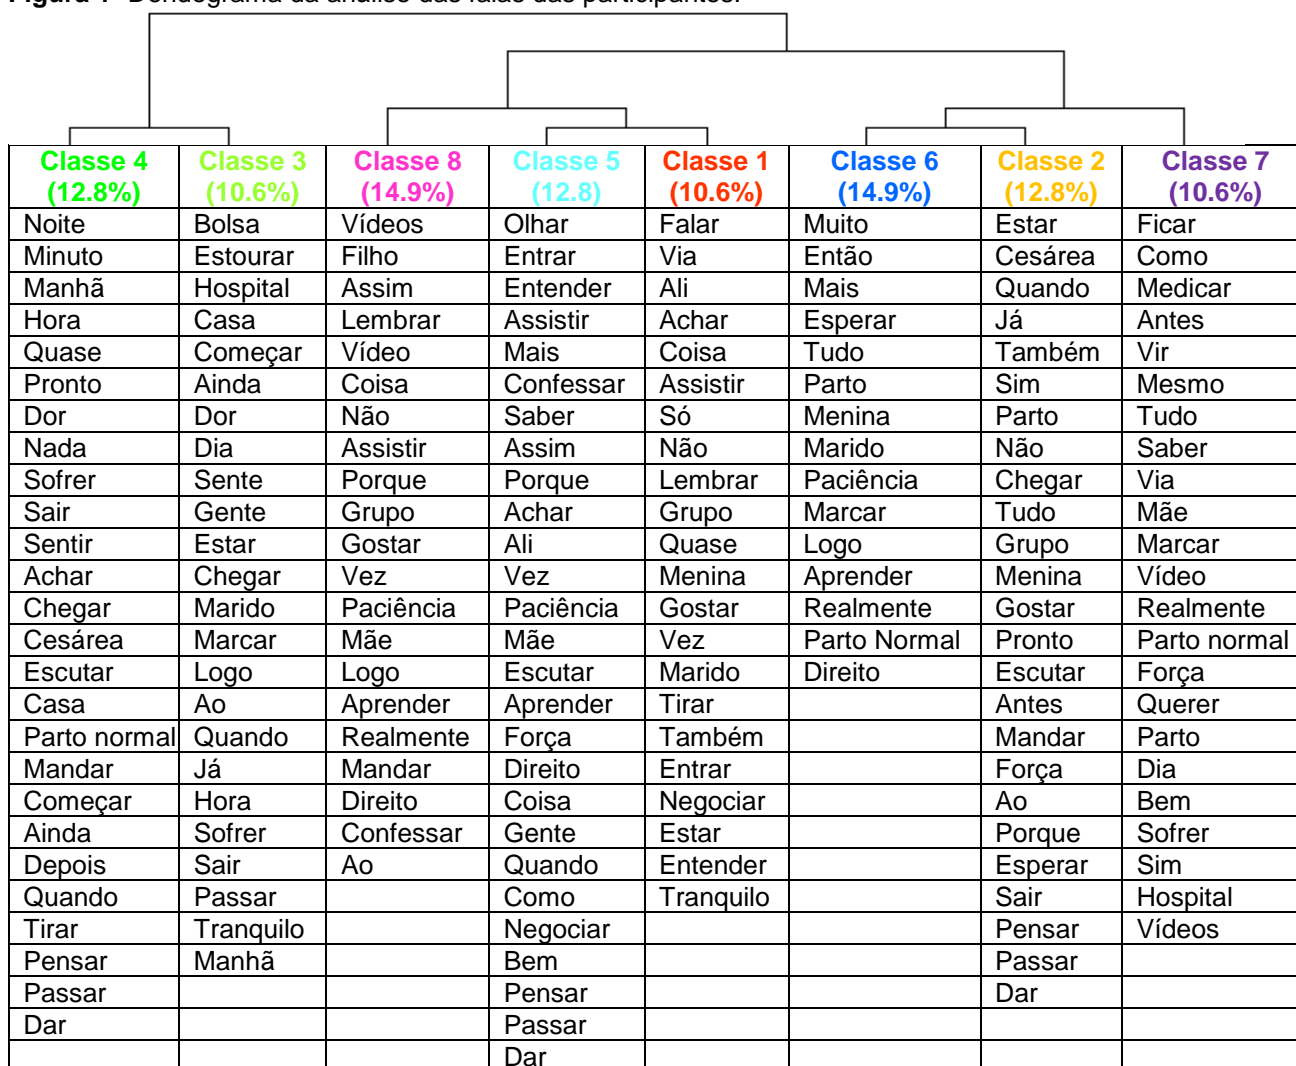 Classe 4 Classe 3 Classe 8 Classe 5 Classe 1 Classe 6 Classe 2 Classe 7
(12.8%) (10.6%) (14.9%) (12.8) (10.6%) (14.9%) (12.8%) (10.6%)
Noite Bolsa Vídeos Olhar Falar Muito Estar Ficar
Minuto Estourar Filho Entrar Via Então Cesárea Como
Manhã Hospital Assim Entender Ali Mais Quando Medicar
Hora Casa Lembrar Assistir Achar Esperar Já Antes
Quase Começar Vídeo Mais Coisa Tudo Também Vir
Pronto Ainda Coisa Confessar Assistir Parto Sim Mesmo
Dor Dor Não Saber Só Menina Parto Tudo
Nada Dia Assistir Assim Não Marido Não Saber
Sofrer Sente Porque Porque Lembrar Paciência Chegar Via
Sair Gente Grupo Achar Grupo Marcar Tudo Mãe
Sentir Estar Gostar Ali Quase Logo Grupo Marcar
Achar Chegar Vez Vez Menina Aprender Menina Vídeo
Chegar Marido Paciência Paciência Gostar Realmente Gostar Realmente
Cesárea Marcar Mãe Mãe Vez Parto Normal Pronto Parto normal
Escutar Logo Logo Escutar Marido Direito Escutar Força
Casa Ao Aprender Aprender Tirar Antes Querer
Parto normal Quando Realmente Força Também Mandar Parto
Mandar Já Mandar Direito Entrar Força Dia
Começar Hora Direito Coisa Negociar Ao Bem
Ainda Sofrer Confessar Gente Estar Porque Sofrer
Depois Sair Ao Quando Entender Esperar Sim
Quando Passar Como Tranquilo Sair Hospital
Tirar Tranquilo Negociar Pensar Vídeos
Pensar Manhã Bem Passar
Passar Pensar Dar
Dar Passar
Dar